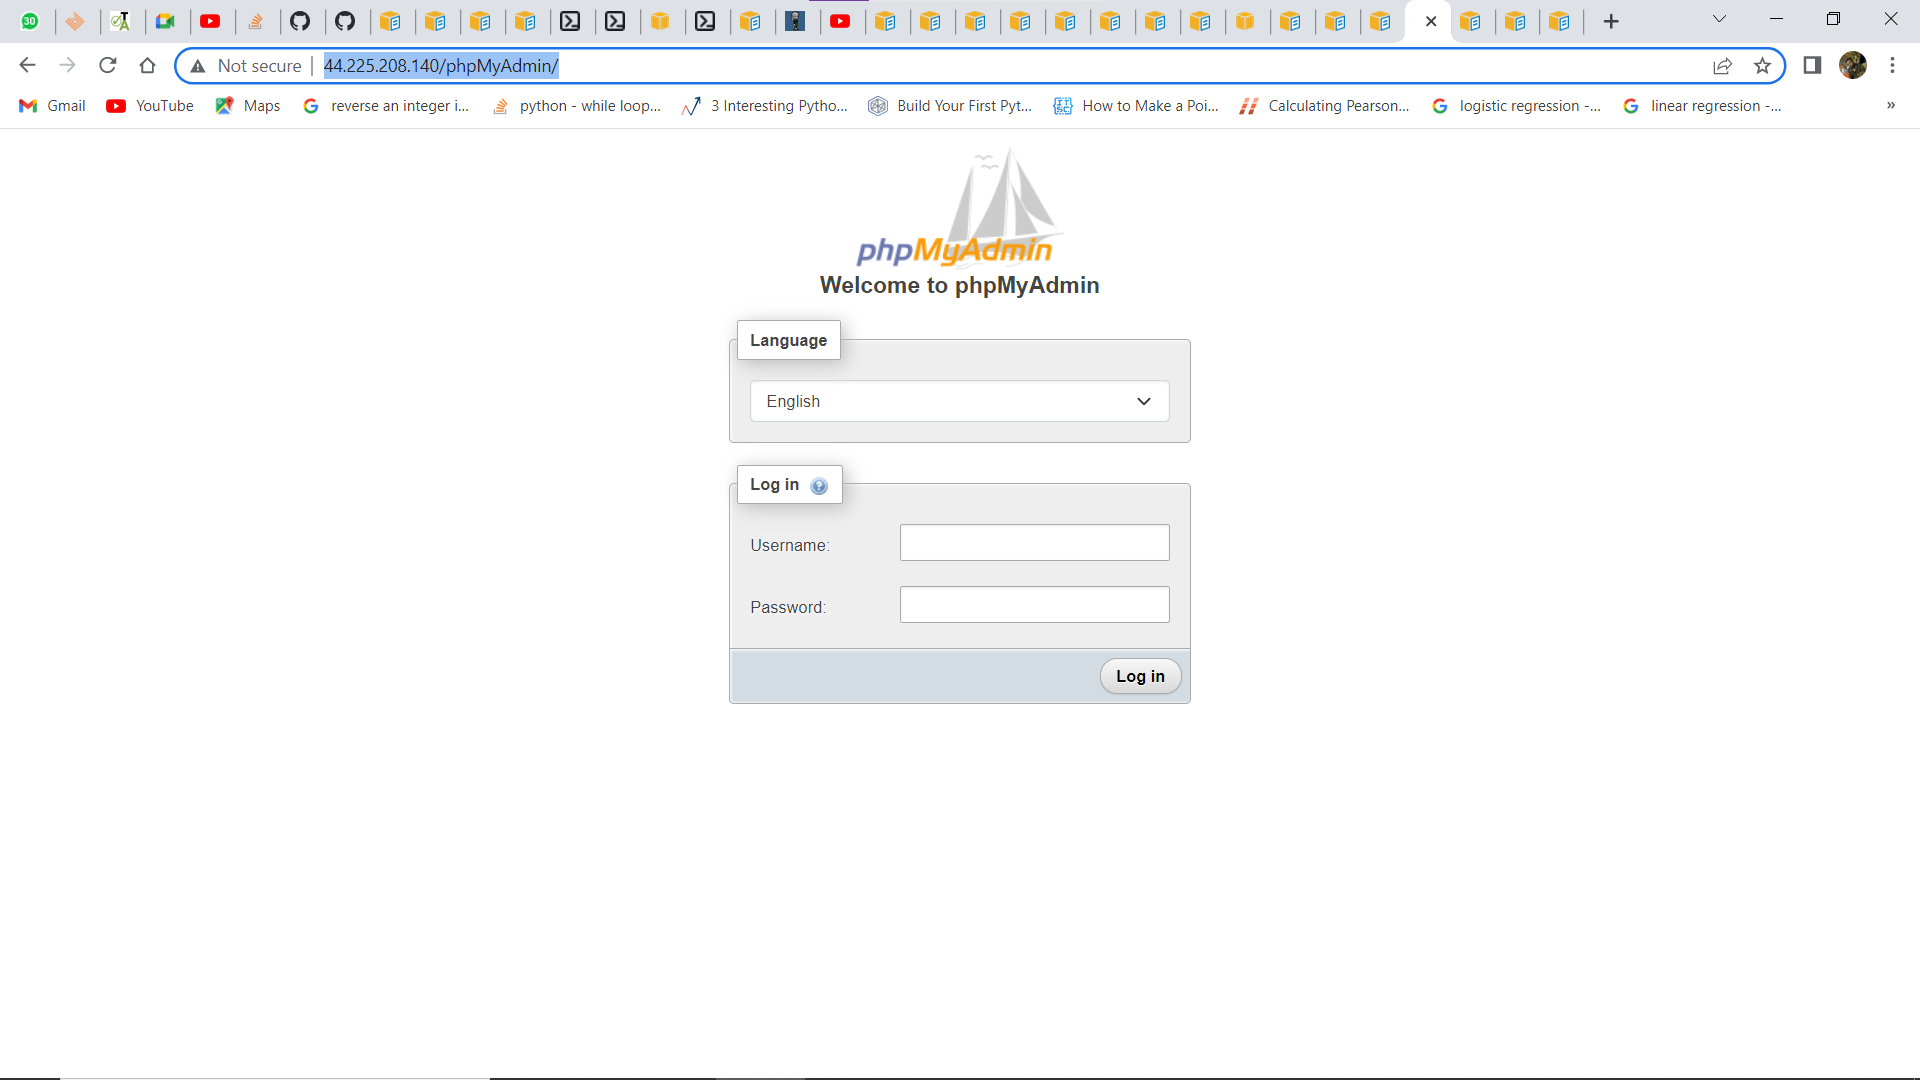 30
Not secure
44.225.208.140/phpMyAdmin/
Gmail
YouTube
Maps
reverse an integer i...
python - while loop...
3 Interesting Pytho...
Build Your First Pyt...
How to Make a Poi...
Calculating Pearson...
logistic regression -...
linear regression -...
»
phpMyAdmin
Welcome to phpMyAdmin
Language
English
Log in
Username:
Password:
Log in